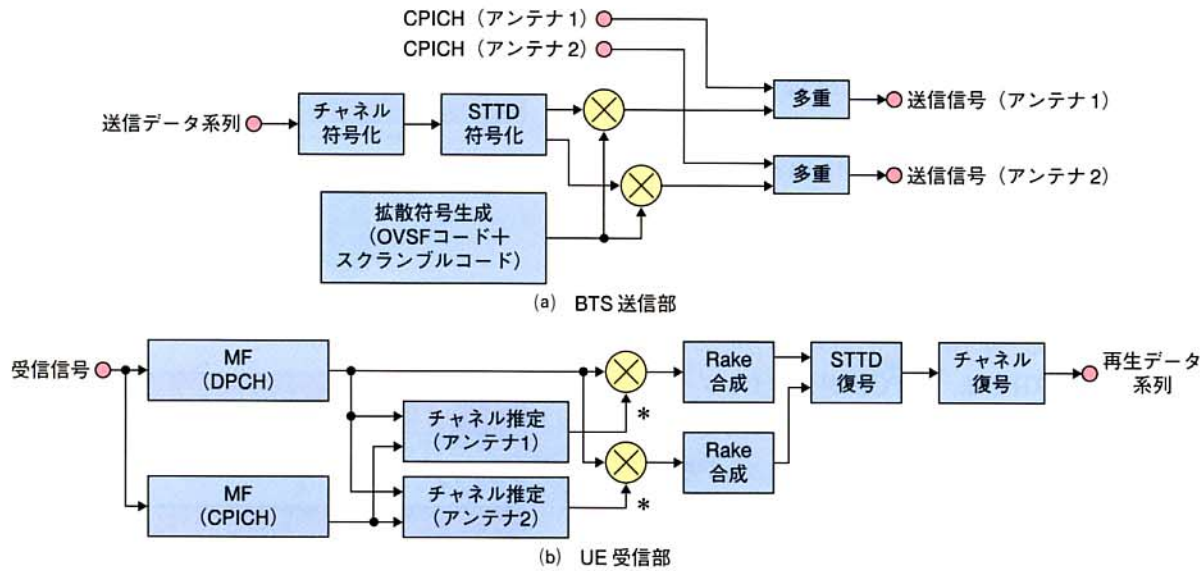 CPICH(アンテナ1)
CPICH(アンテナ2)
送信データ系列
チャネル
符号化
STTD
符号化
多重
送信信号(アンテナ1)
多重
送信信号(アンテナ2)
拡散符号生成
(OVSFコード+
スクランブルコード)
(a) BTS 送信部
受信信号
MF
(DPCH)
MF
(CPICH)
チャネル推定
(アンテナ1)
チャネル推定
(アンテナ2)
*
*
Rake
合成
Rake
合成
STTD
復号
チャネル
復号
再生データ
系列
(b) UE 受信部